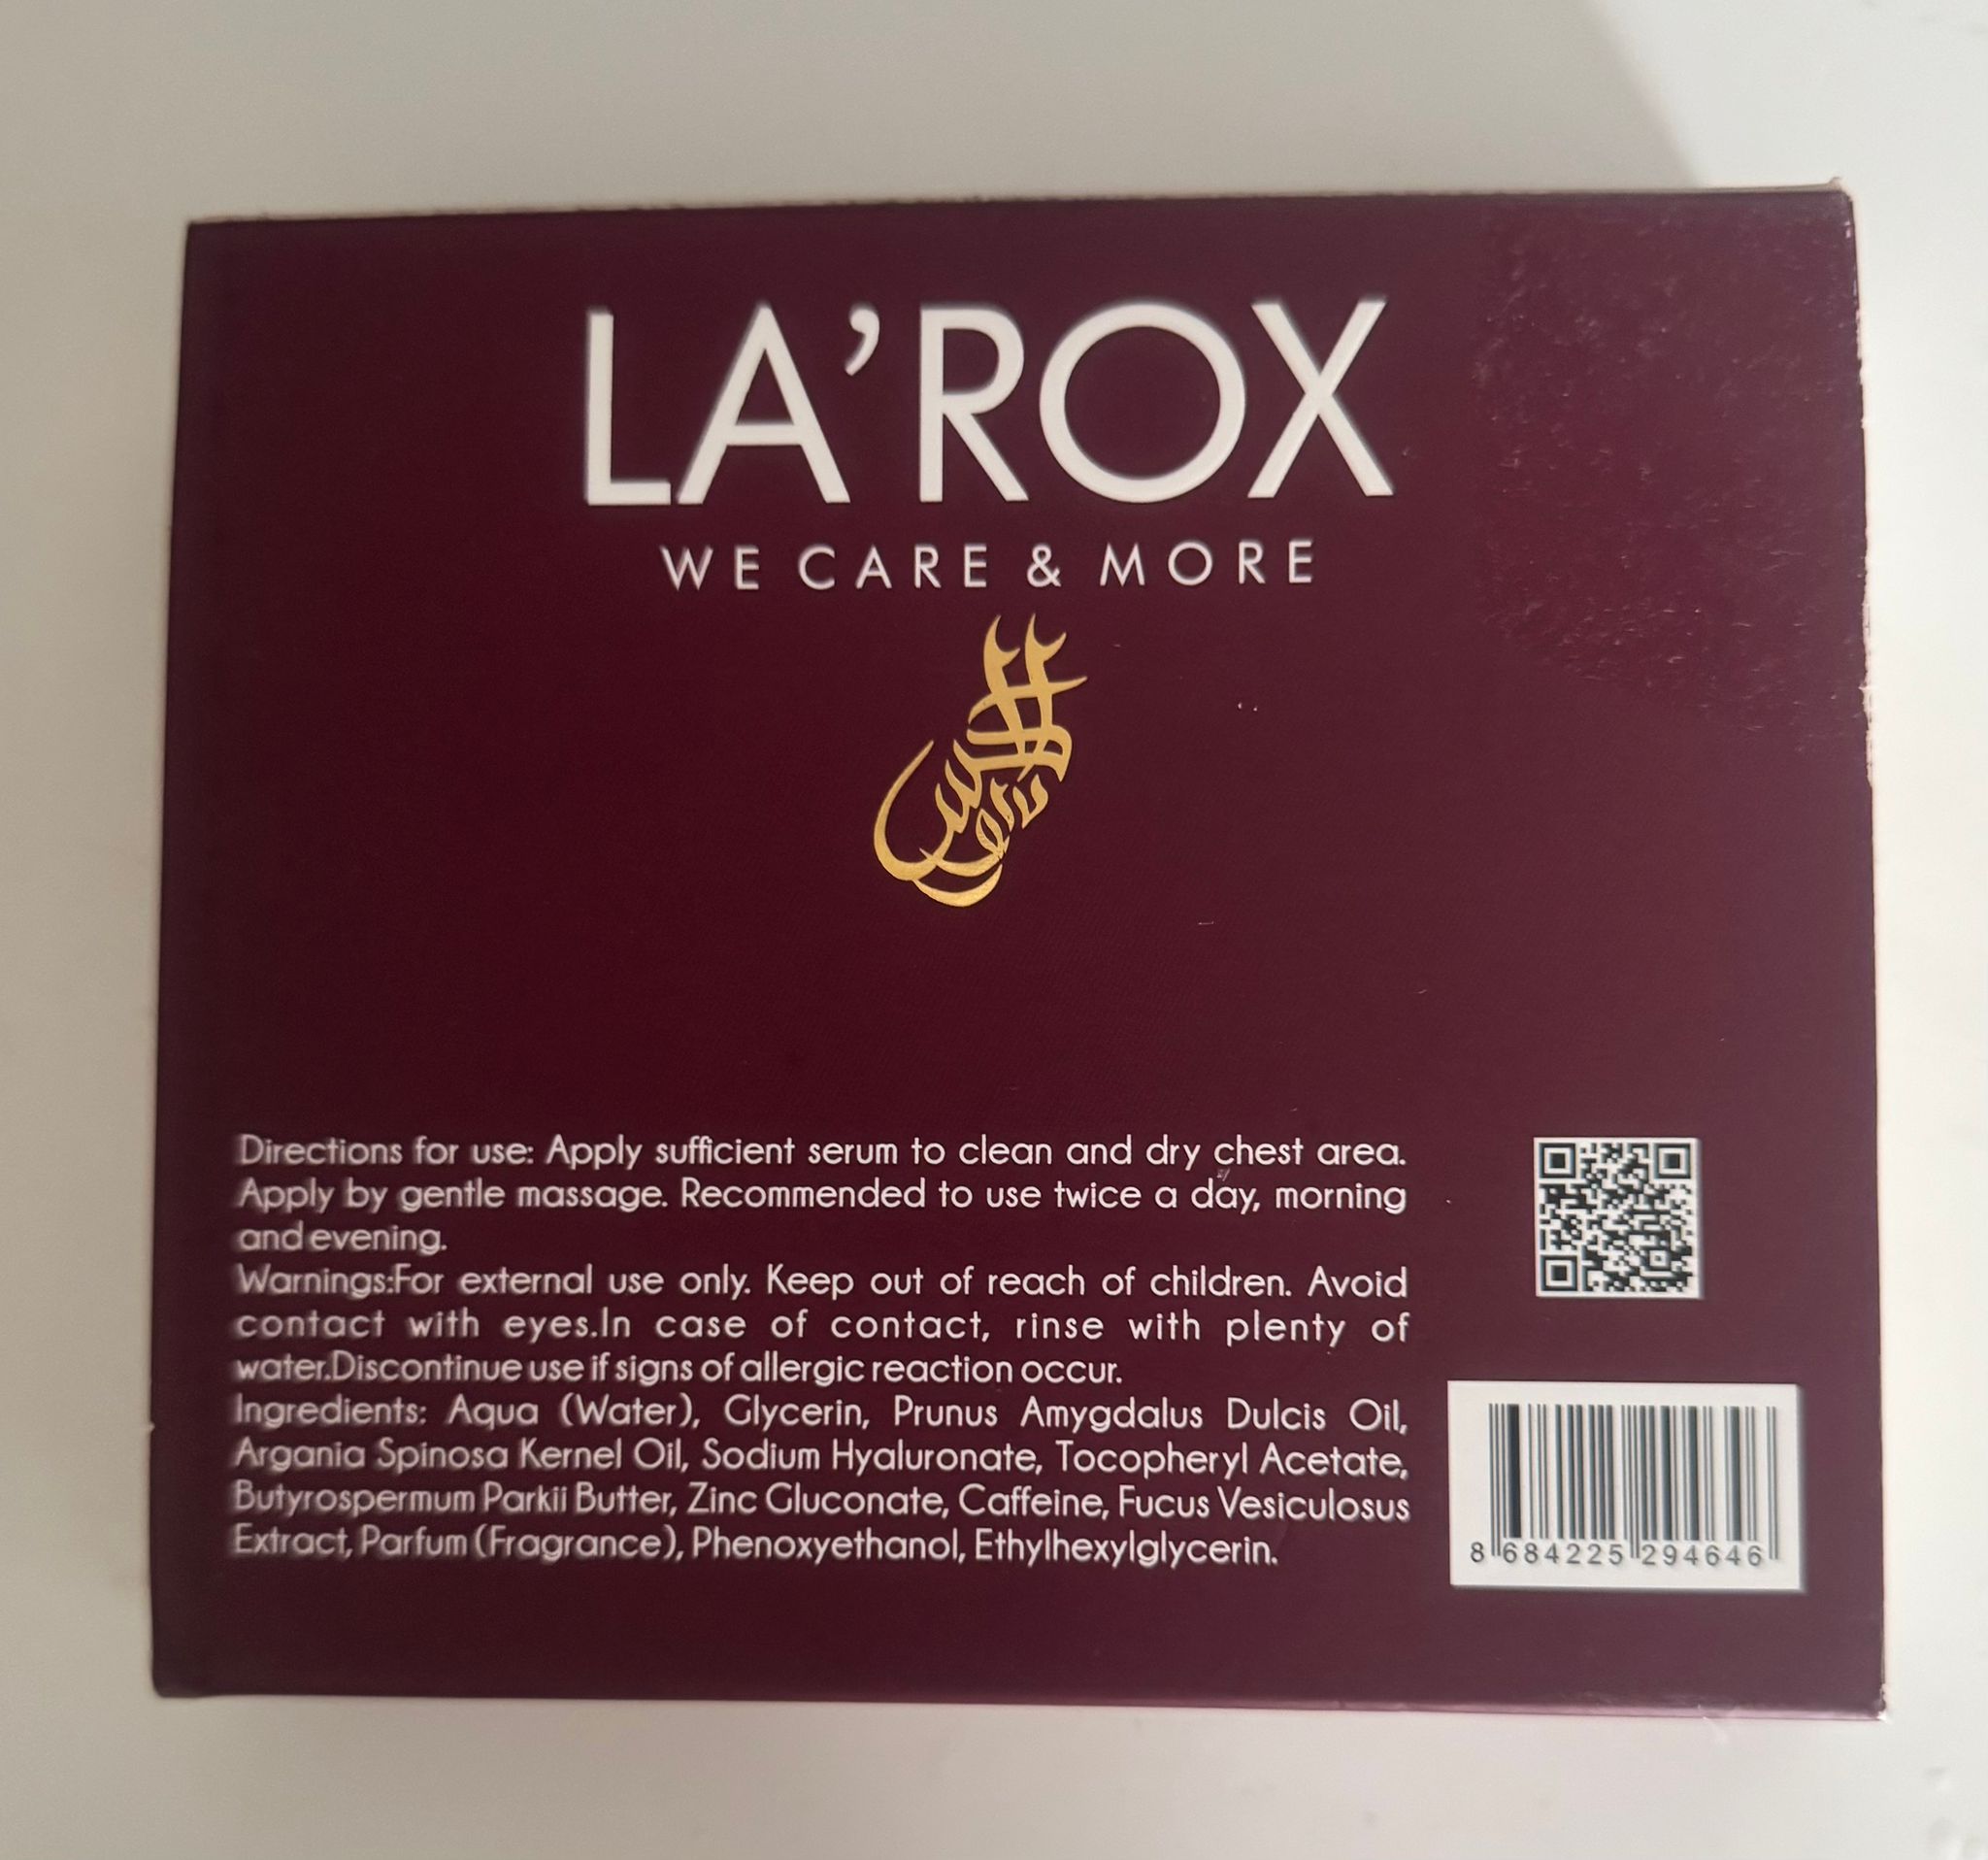 LA’ROX
WE CARE & MORE
Directions for use: Apply sufficient serum to clean and dry chest area.
Apply by gentle massage. Recommended to use twice a day, morning
and evening.
Warnings:For external use only. Keep out of reach of children. Avoid
contact with eyes.In case of contact, rinse with plenty of
water.Discontinue use if signs of allergic reaction occur.
Ingredients: Aqua (Water), Glycerin, Prunus Amygdalus Dulcis Oil,
Argania Spinosa Kernel Oil, Sodium Hyaluronate, Tocopheryl Acetate,
Butyrospermum Parkii Butter, Zinc Gluconate, Caffeine, Fucus Vesiculosus
Extract, Parfum (Fragrance), Phenoxyethanol, Ethylhexylglycerin.
8 684225 294646